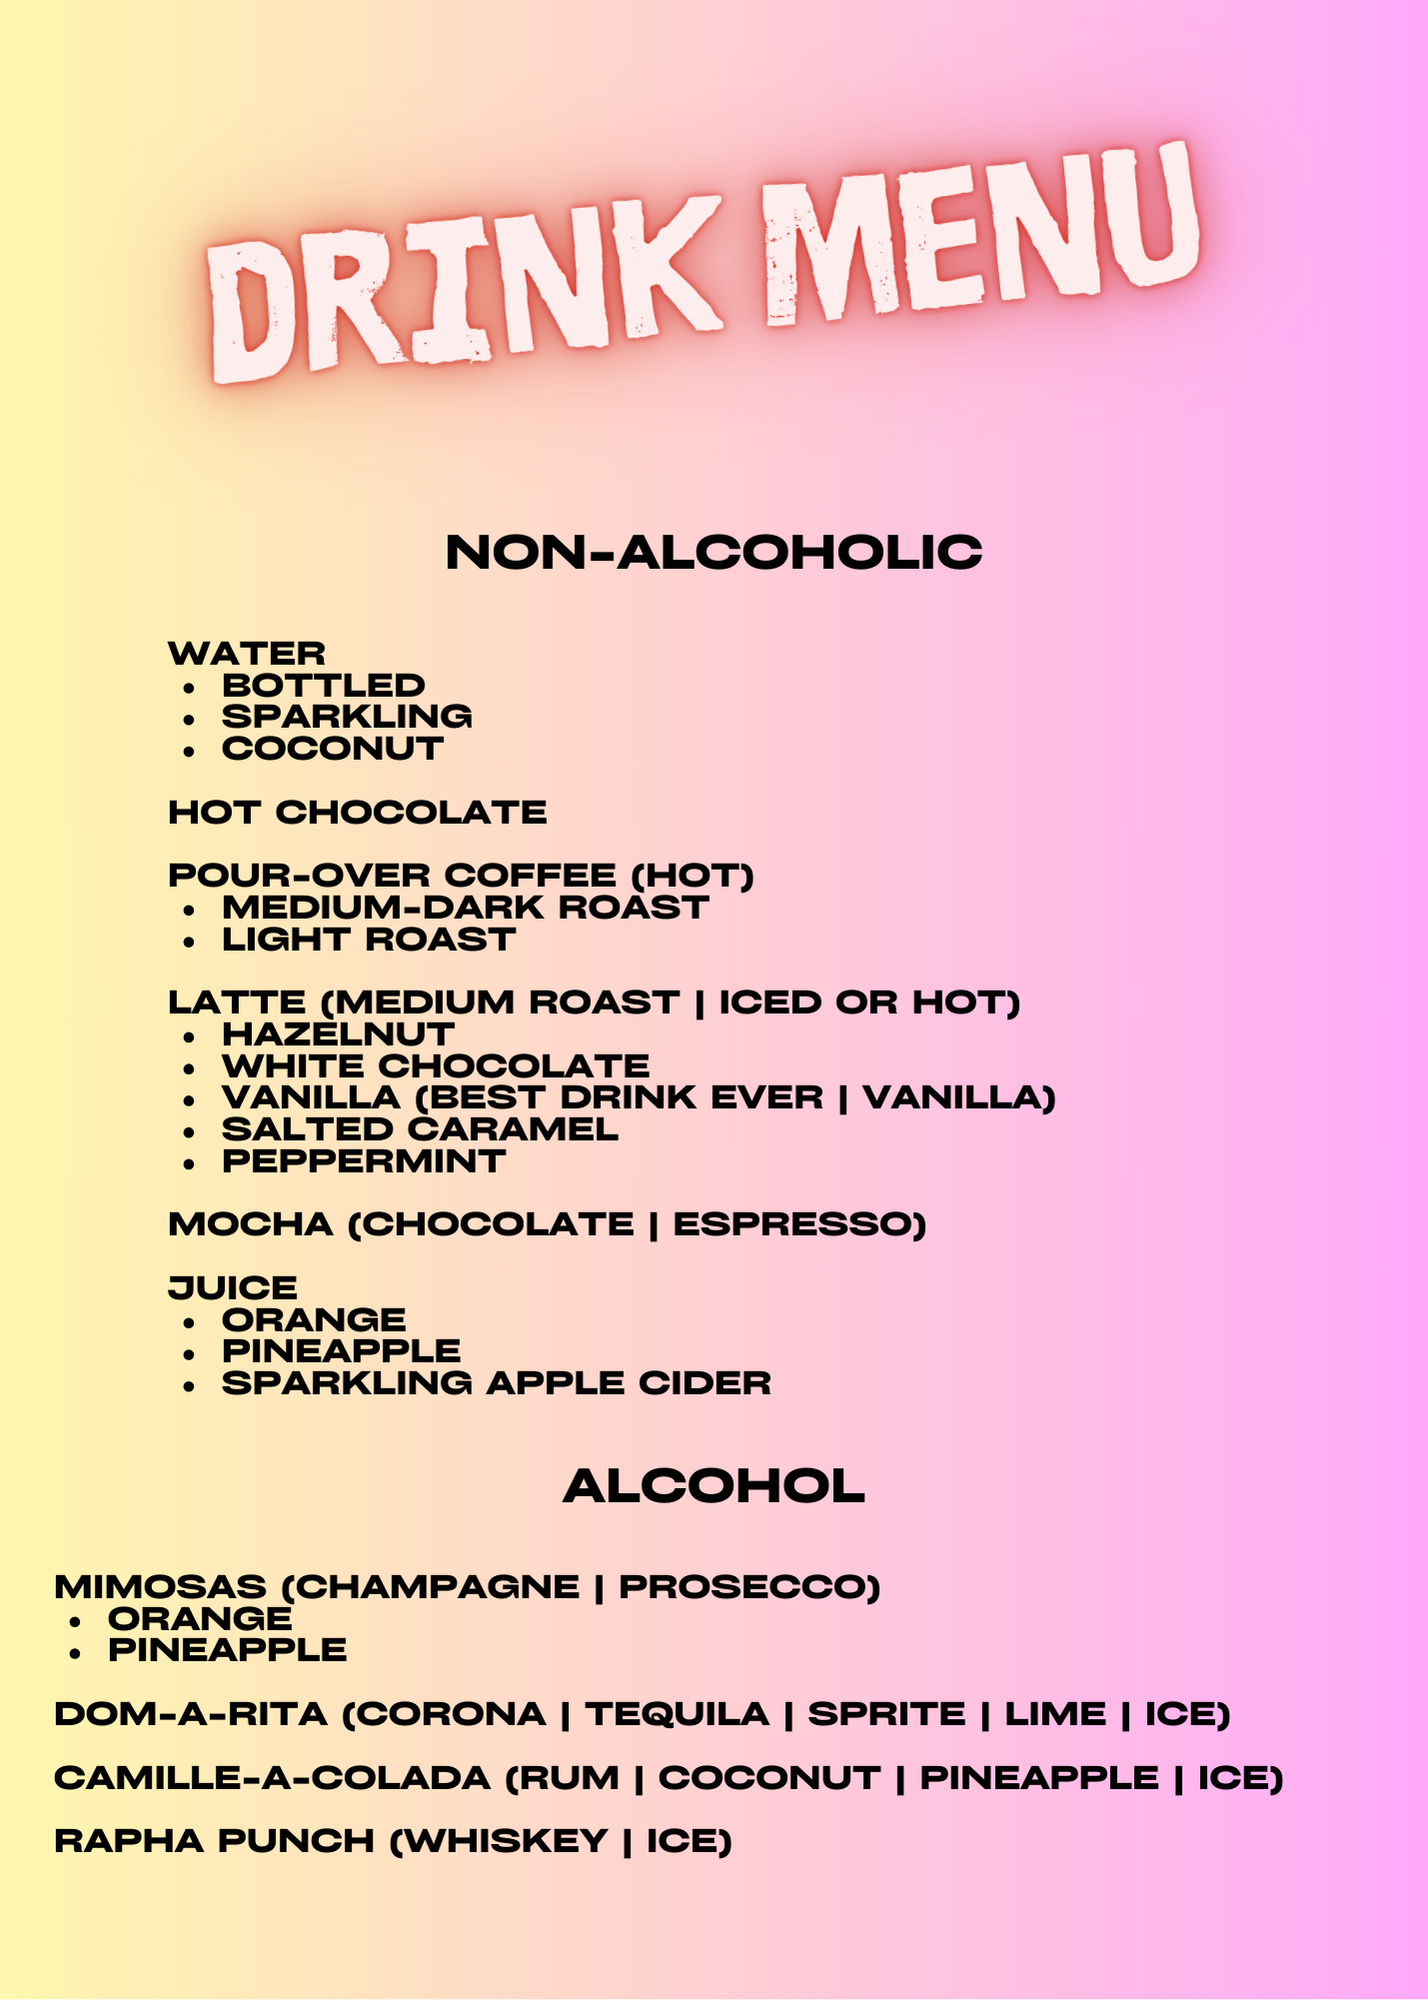 DRINK MENU
NON-ALCOHOLIC
WATER
• BOTTLED
• SPARKLING
• COCONUT
HOT CHOCOLATE
POUR-OVER COFFEE (HOT)
• MEDIUM-DARK ROAST
• LIGHT ROAST
LATTE (MEDIUM ROAST | ICED OR HOT)
• HAZELNUT
• WHITE CHOCOLATE
• VANILLA (BEST DRINK EVER | VANILLA)
• SALTED CARAMEL
• PEPPERMINT
MOCHA (CHOCOLATE | ESPRESSO)
JUICE
• ORANGE
• PINEAPPLE
• SPARKLING APPLE CIDER
ALCOHOL
MIMOSAS (CHAMPAGNE | PROSECCO)
• ORANGE
• PINEAPPLE
DOM-A-RITA (CORONA | TEQUILA | SPRITE | LIME | ICE)
CAMILLE-A-COLADA (RUM | COCONUT | PINEAPPLE | ICE)
RAPHA PUNCH (WHISKEY | ICE)